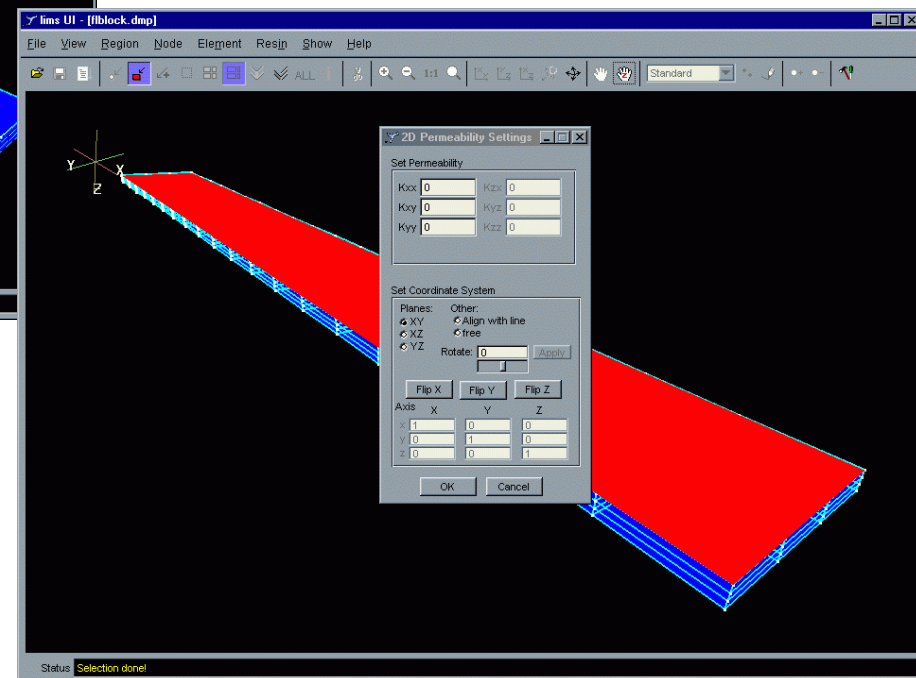 lims UI - [flblock.dmp]
File View Region Node Element Resin Show Help
1:1 ALL Standard
Y X
Z
2D Permeability Settings
Set Permeability
Kxx 0 Kzx 0
Kxy 0 Kyz 0
Kyy 0 Kzz 0
Set Coordinate System
Planes: Other:
XY Align with line
XZ free
YZ Rotate: 0 Apply
Flip X Flip Y Flip Z
Axis X Y Z
x 1 0 0
y 0 1 0
z 0 0 1
OK Cancel
Status Selection done!